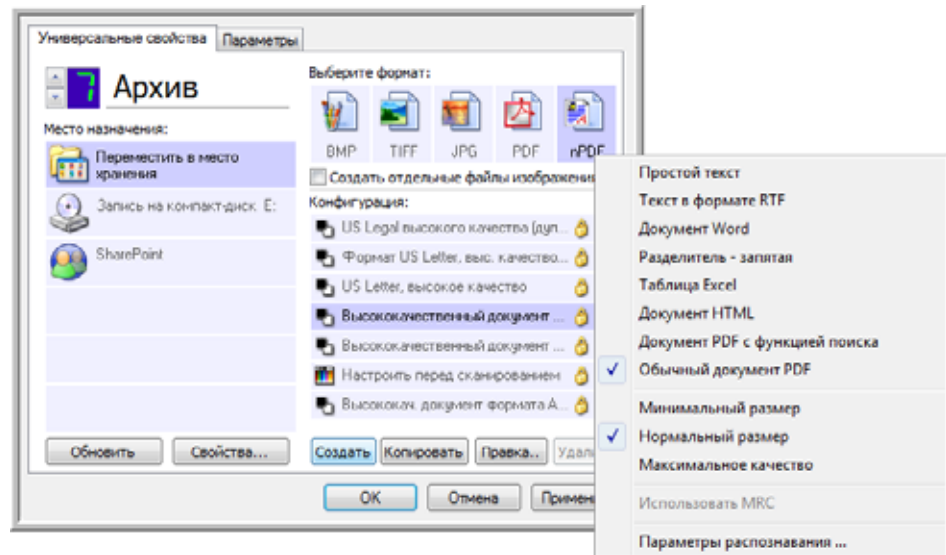 Универсальные свойства
Параметры
7
Архив
Место назначения:
Переместить в место
хранения
Запись на компакт-диск E:
SharePoint
Обновить
Свойства...
Выберите формат:
BMP
TIFF
JPG
PDF
nPDF
Создать отдельные файлы изображени
Конфигурация:
US Legal высокого качества (дуп...
Формат US Letter, выс. качество...
US Letter, высокое качество
Высококачественный документ ...
Высококачественный документ ...
Настроить перед сканированием
Высококач. документ формата A...
Создать
Копировать
Правка..
Удали
OK
Отмена
Примен
Простой текст
Текст в формате RTF
Документ Word
Разделитель - запятая
Таблица Excel
Документ HTML
Документ PDF с функцией поиска
Обычный документ PDF
Минимальный размер
Нормальный размер
Максимальное качество
Использовать MRC
Параметры распознавания ...